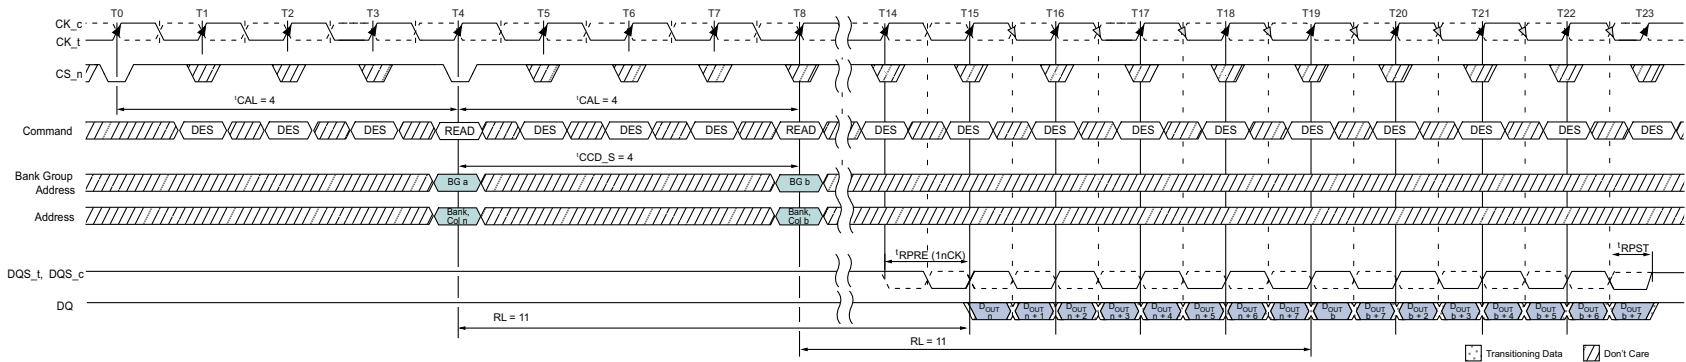 T0 T1 T2 T3 T4 T5 T6 T7 T8 T14 T15 T16 T17 T18 T19 T20 T21 T22 T23
CK_c
CK_t
CS_n
tCAL = 4 tCAL = 4
Command DES DES DES READ DES DES DES READ DES DES DES DES DES DES DES DES DES DES
tCCD_S = 4
Bank Group
Address
BG a BG b
Address
Bank,
Col n
Bank,
Col b
tRPRE (1nCK) tRPST
DQS_t, DQS_c
DQ
DOUT n DOUT n + 1 DOUT n + 2 DOUT n + 3 DOUT n + 4 DOUT n + 5 DOUT n + 6 DOUT n + 7 DOUT b DOUT b + 7 DOUT b + 2 DOUT b + 3 DOUT b + 4 DOUT b + 5 DOUT b + 6 DOUT b + 7
RL = 11
RL = 11
Transitioning Data Don't Care